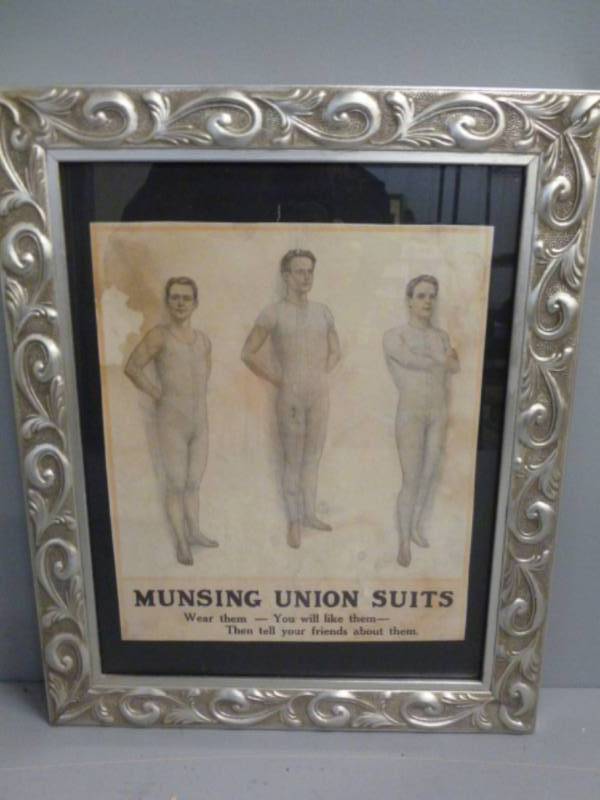 MUNSING UNION SUITS
Wear them — You will like them—
Then tell your friends about them.